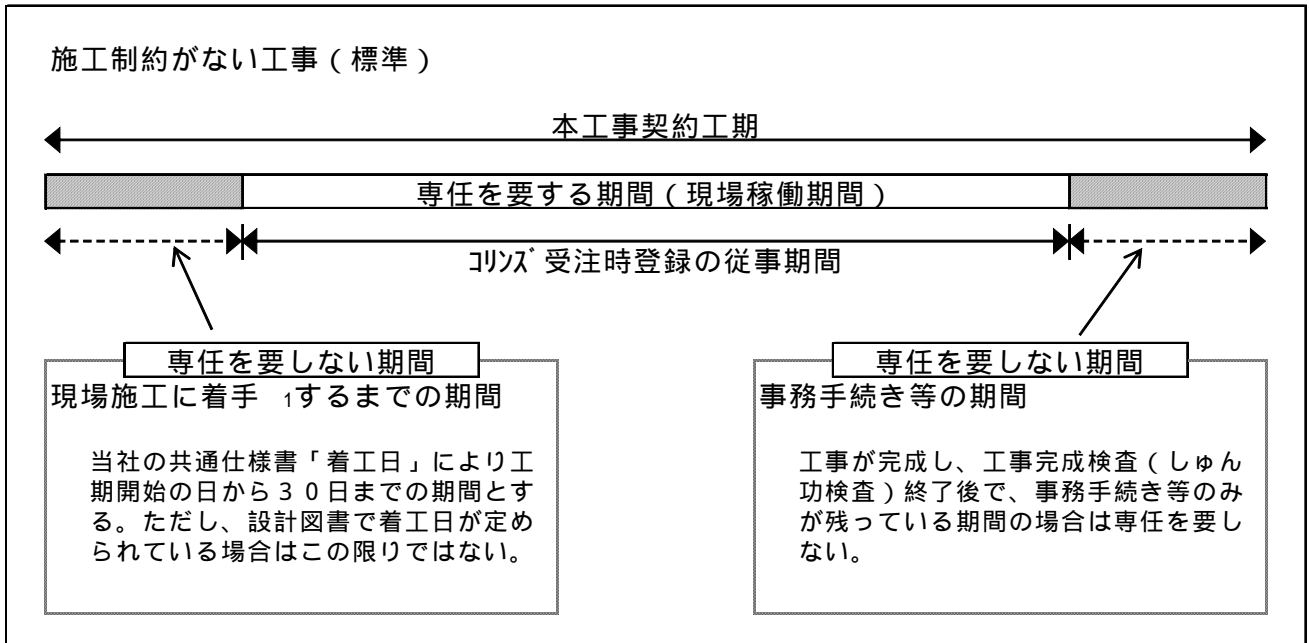 施工制約がない工事（標準）
本工事契約工期
専任を要する期間（現場稼働期間）
ｺﾘﾝｽﾞ受注時登録の従事期間
専任を要しない期間
現場施工に着手 1するまでの期間
当社の共通仕様書「着工日」により工
期開始の日から３０日までの期間とす
る。ただし、設計図書で着工日が定め
られている場合はこの限りではない。
専任を要しない期間
事務手続き等の期間
工事が完成し、工事完成検査（しゅん
功検査）終了後で、事務手続き等のみ
が残っている期間の場合は専任を要し
ない。